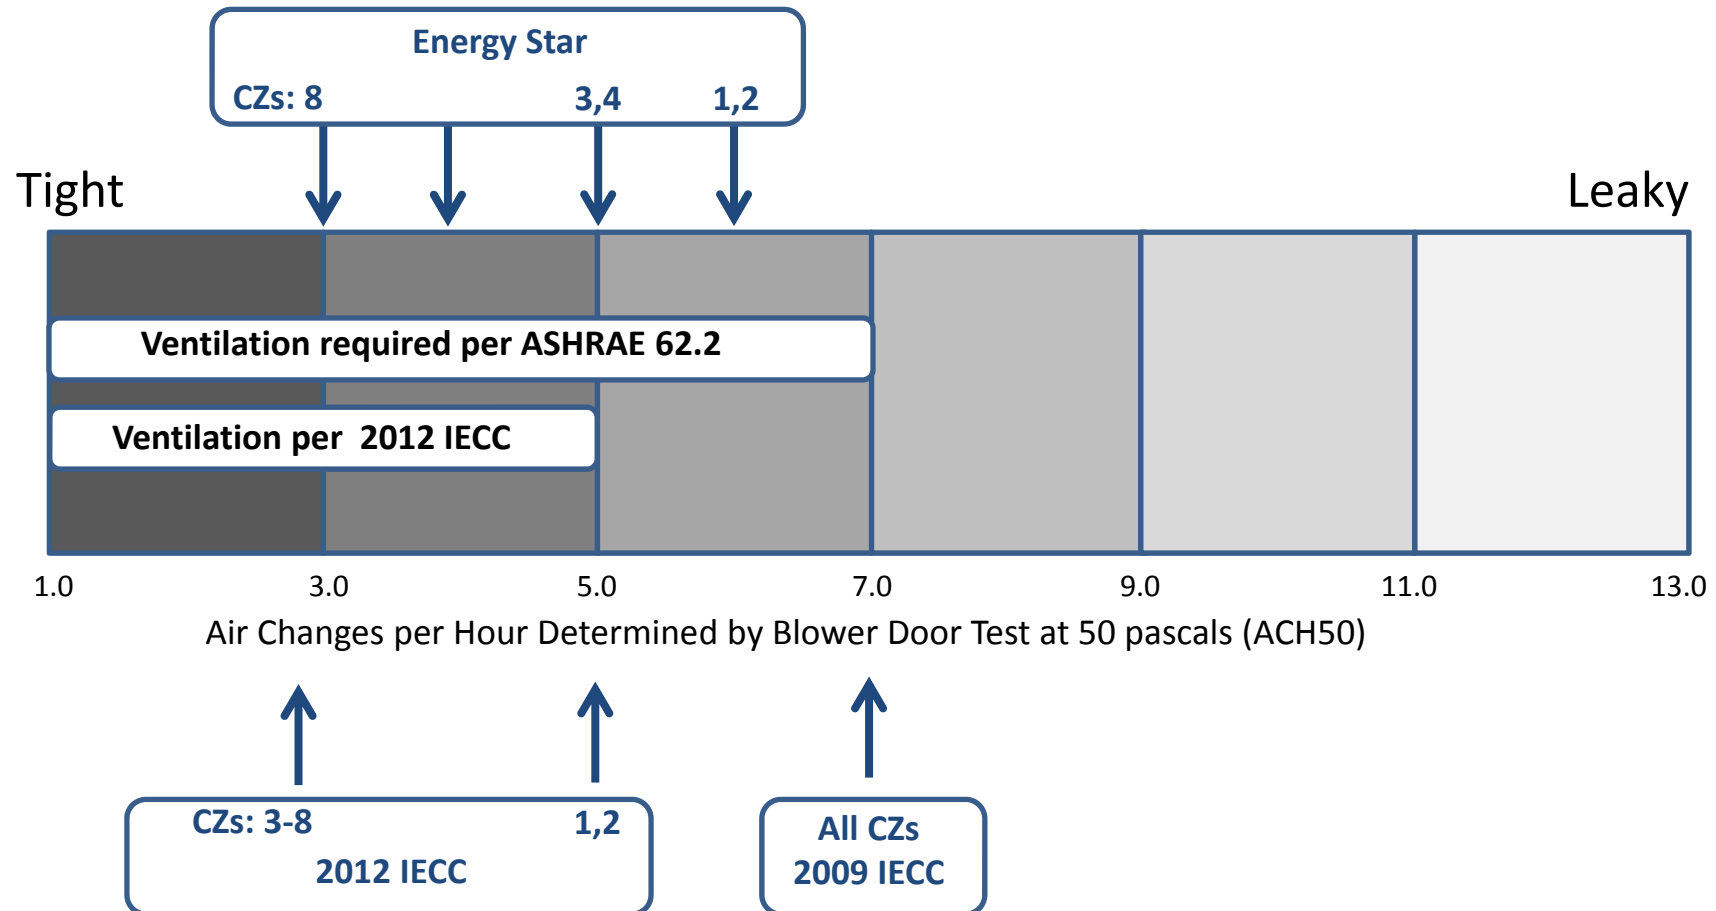 Energy Star
CZs: 8 3,4 1,2
Tight Leaky
Ventilation required per ASHRAE 62.2
Ventilation per 2012 IECC
1.0 3.0 5.0 7.0 9.0 11.0 13.0
Air Changes per Hour Determined by Blower Door Test at 50 pascals (ACH50)
CZs: 3-8 1,2
2012 IECC
All CZs
2009 IECC